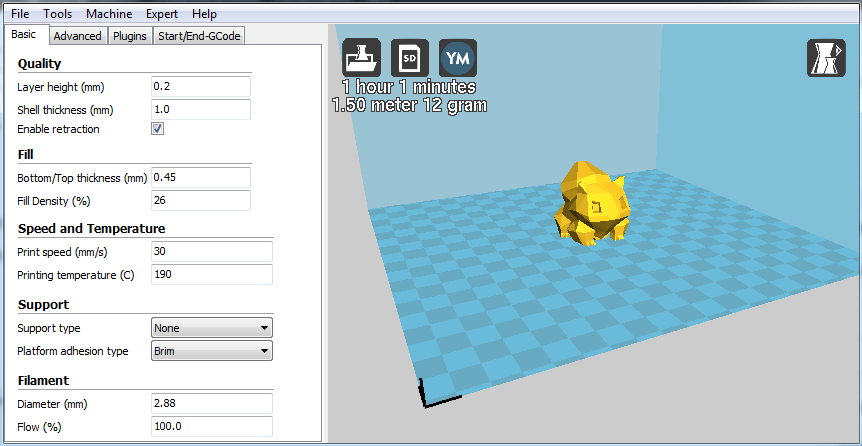 File Tools Machine Expert Help
Basic Advanced Plugins Start/End-GCode
Quality
Layer height (mm) 0.2
Shell thickness (mm) 1.0
Enable retraction
Fill
Bottom/Top thickness (mm) 0.45
Fill Density (%) 26
Speed and Temperature
Print speed (mm/s) 30
Printing temperature (C) 190
Support
Support type None
Platform adhesion type Brim
Filament
Diameter (mm) 2.88
Flow (%) 100.0
SD YM
1 hour 1 minutes
1.50 meter 12 gram